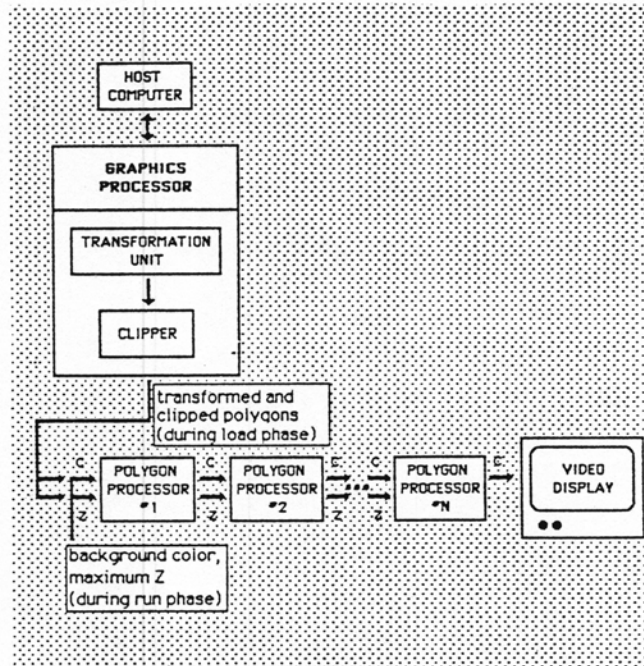 HOST
COMPUTER
GRAPHICS
PROCESSOR
TRANSFORMATION
UNIT
CLIPPER
transformed and
clipped polygons
(during load phase)
C
Z
POLYGON
PROCESSOR
#1
C
Z
POLYGON
PROCESSOR
#2
C
Z
C
Z
POLYGON
PROCESSOR
#N
C
VIDEO
DISPLAY
background color,
maximum Z
(during run phase)